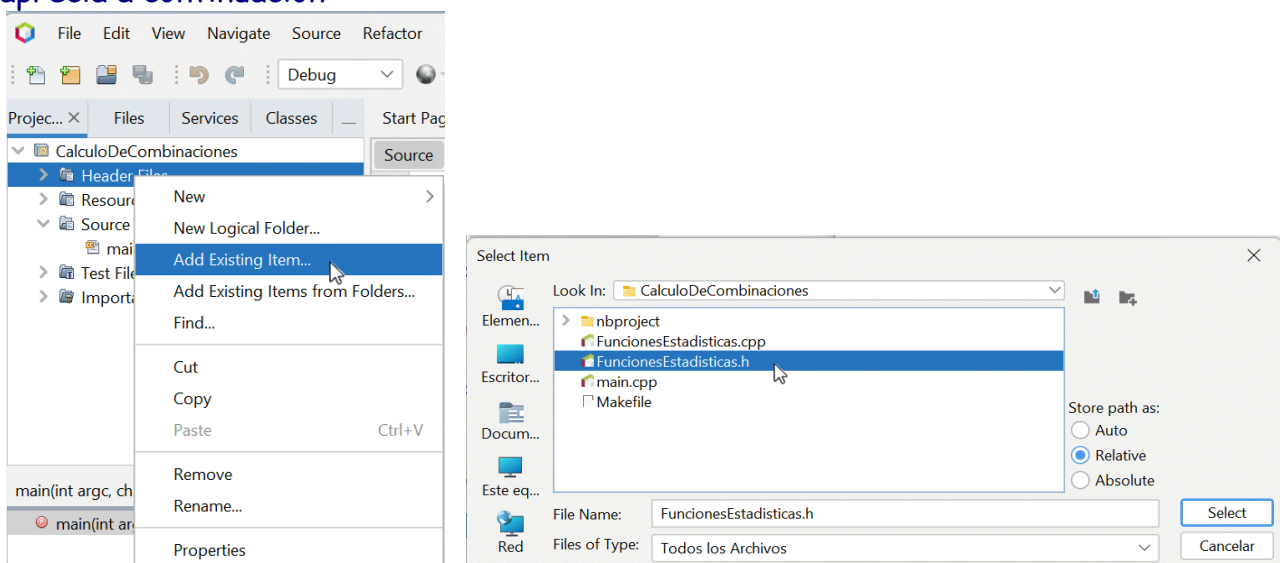 File Edit View Navigate Source Refactor
Debug
Projec... Files Services Classes Start Pag
CalculoDeCombinaciones
Source
Header Files
Resour
Source
mai
Test File
Importa
New
New Logical Folder...
Add Existing Item...
Add Existing Items from Folders...
Find...
Cut
Copy
Paste Ctrl+V
Remove
Rename...
Properties
main(int argc, ch
main(int ar
Select Item
Look In: CalculoDeCombinaciones
Elemen...
Escritor...
Docum...
Este eq...
Red
nbproject
FuncionesEstadisticas.cpp
FuncionesEstadisticas.h
main.cpp
Makefile
Store path as:
Auto
Relative
Absolute
File Name: FuncionesEstadisticas.h Select
Files of Type: Todos los Archivos Cancelar